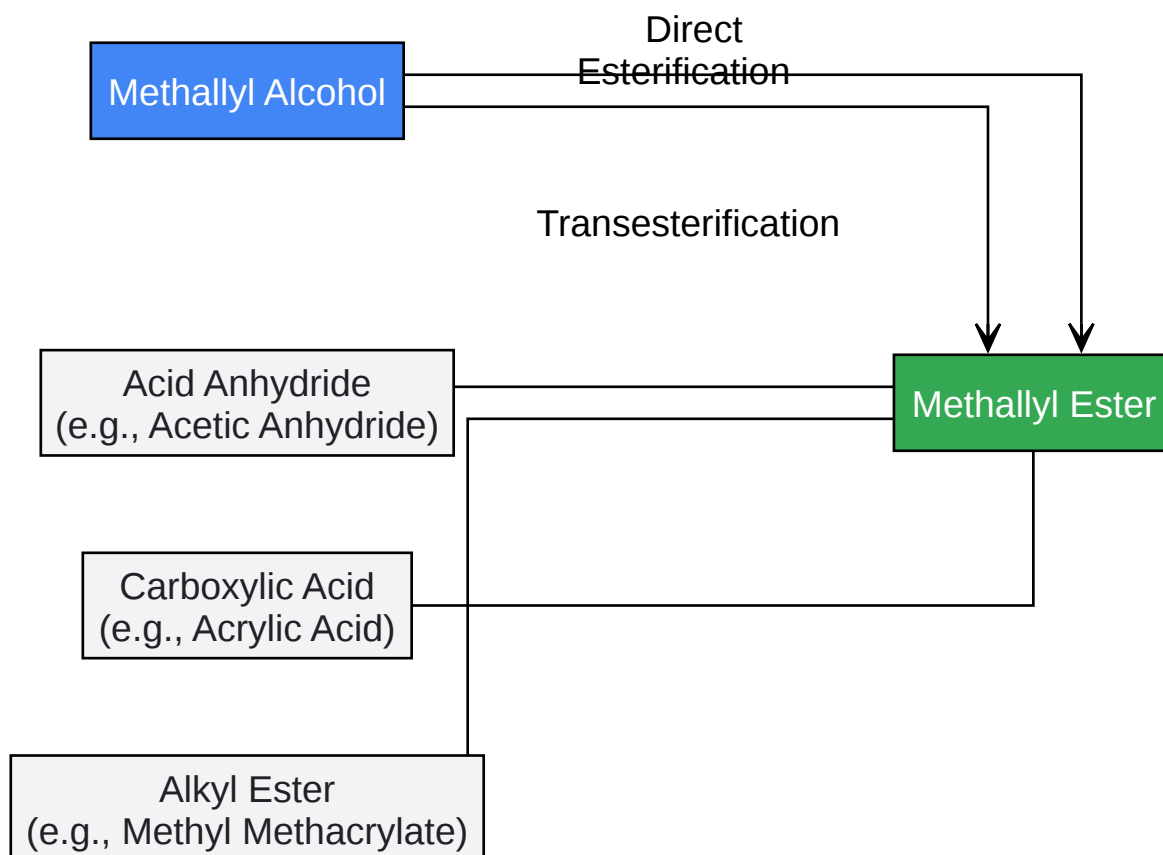 Direct
Esterification
Methallyl Alcohol
Transesterification
Acid Anhydride
(e.g., Acetic Anhydride)
Methallyl Ester
Carboxylic Acid
(e.g., Acrylic Acid)
Alkyl Ester
(e.g., Methyl Methacrylate)